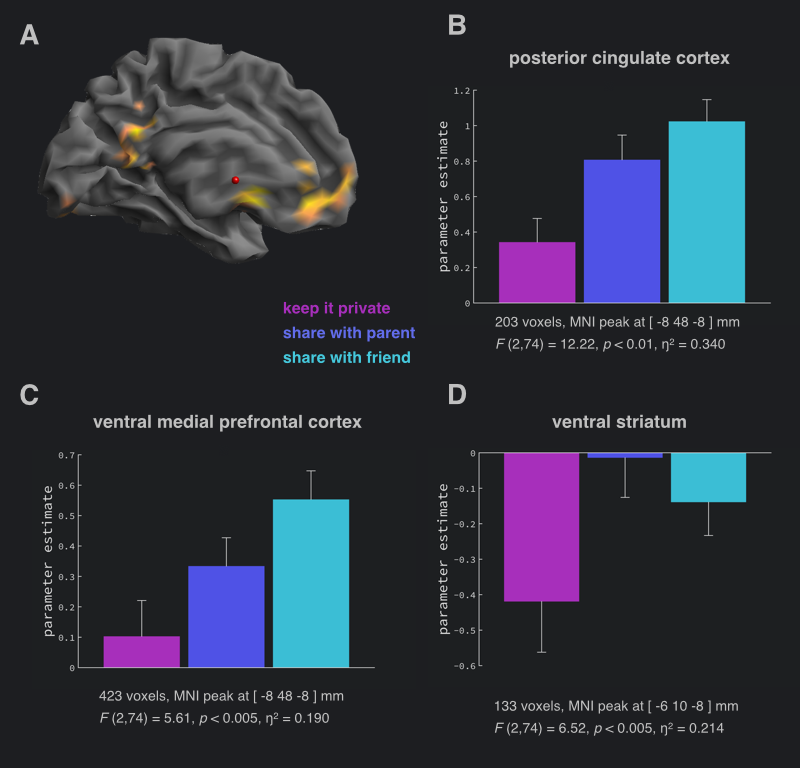 A
keep it private
share with parent
share with friend
B
posterior cingulate cortex
parameter estimate
1.2
1
0.8
0.6
0.4
0.2
0
203 voxels, MNI peak at [ -8 48 -8 ] mm
F (2,74) = 12.22, p < 0.01, η² = 0.340
C
ventral medial prefrontal cortex
parameter estimate
0.7
0.6
0.5
0.4
0.3
0.2
0.1
0
423 voxels, MNI peak at [ -8 48 -8 ] mm
F (2,74) = 5.61, p < 0.005, η² = 0.190
D
ventral striatum
parameter estimate
0
-0.1
-0.2
-0.3
-0.4
-0.5
-0.6
133 voxels, MNI peak at [ -6 10 -8 ] mm
F (2,74) = 6.52, p < 0.005, η² = 0.214